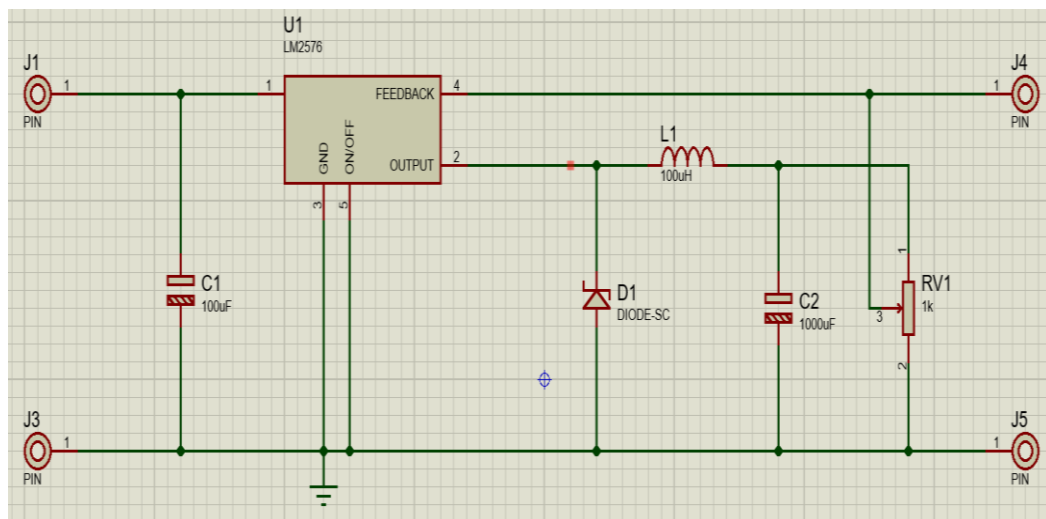 U1
LM2576
J1
1
PIN
1
FEEDBACK
4
GND
ON/OFF
OUTPUT
2
3
5
L1
100uH
J4
1
PIN
C1
100uF
D1
DIODE-SC
C2
1000uF
1
RV1
1k
3
2
J3
1
PIN
J5
1
PIN